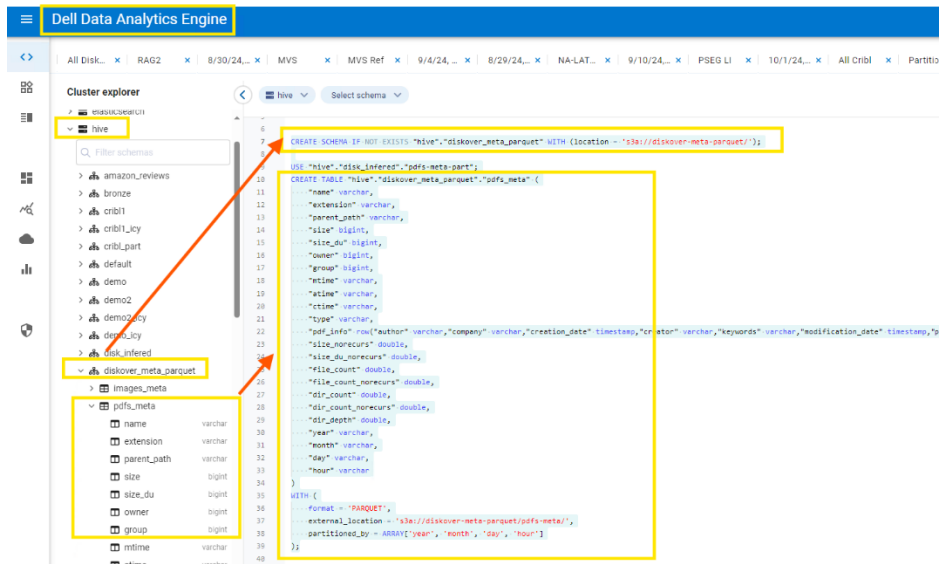 Dell Data Analytics Engine
All Disk... × RAG2 × 8/30/24,... × MVS × MVS Ref × 9/4/24, ... × 8/29/24,... × NA-LAT... × 9/10/24,... × PSEG LI × 10/1/24,... × All Cribl × Partitio
Cluster explorer
hive Select schema
elasticsearch
hive
Filter schemas
amazon_reviews
bronze
cribl1
cribl1_icy
cribl_part
default
demo
demo2
demo2_icy
demo_icy
disk_infered
diskover_meta_parquet
images_meta
pdfs_meta
name varchar
extension varchar
parent_path varchar
size bigint
size_du bigint
owner bigint
group bigint
mtime varchar
6
7 CREATE SCHEMA IF NOT EXISTS "hive"."diskover_meta_parquet" WITH (location = 's3a://diskover-meta-parquet/');
8
USE "hive"."disk_infered"."pdfs-meta-part";
10 CREATE TABLE "hive"."diskover_meta_parquet"."pdfs_meta" (
11 "name" varchar,
12 "extension" varchar,
13 "parent_path" varchar,
14 "size" bigint,
15 "size_du" bigint,
16 "owner" bigint,
17 "group" bigint,
18 "mtime" varchar,
19 "atime" varchar,
20 "ctime" varchar,
21 "type" varchar,
22 "pdf_info" row("author" varchar,"company" varchar,"creation_date" timestamp,"creator" varchar,"keywords" varchar,"modification_date" timestamp,"p
23 "size_norecurs" double,
24 "size_du_norecurs" double,
"file_count" double,
26 "file_count_norecurs" double,
27 "dir_count" double,
28 "dir_count_norecurs" double,
29 "dir_depth" double,
30 "year" varchar,
31 "month" varchar,
32 "day" varchar,
33 "hour" varchar
34 )
35 WITH (
36 format = 'PARQUET',
37 external_location = 's3a://diskover-meta-parquet/pdfs-meta/',
38 partitioned_by = ARRAY['year', 'month', 'day', 'hour']
39 );
40